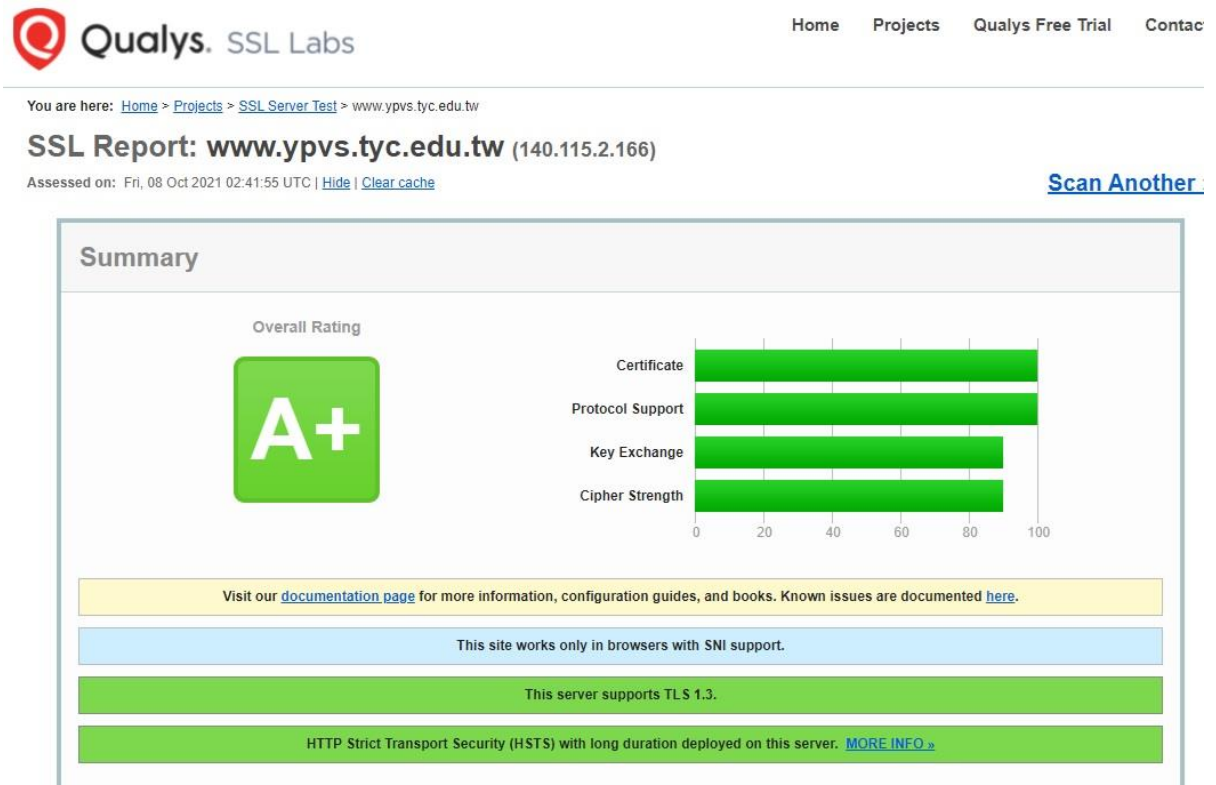 Qualys. SSL Labs
Home Projects Qualys Free Trial Contac
You are here: Home > Projects > SSL Server Test > www.ypvs.tyc.edu.tw
SSL Report: www.ypvs.tyc.edu.tw (140.115.2.166)
Assessed on: Fri, 08 Oct 2021 02:41:55 UTC | Hide | Clear cache
Scan Another
Summary
Overall Rating
A+
Certificate
Protocol Support
Key Exchange
Cipher Strength
0 20 40 60 80 100
Visit our documentation page for more information, configuration guides, and books. Known issues are documented here.
This site works only in browsers with SNI support.
This server supports TLS 1.3.
HTTP Strict Transport Security (HSTS) with long duration deployed on this server. MORE INFO »